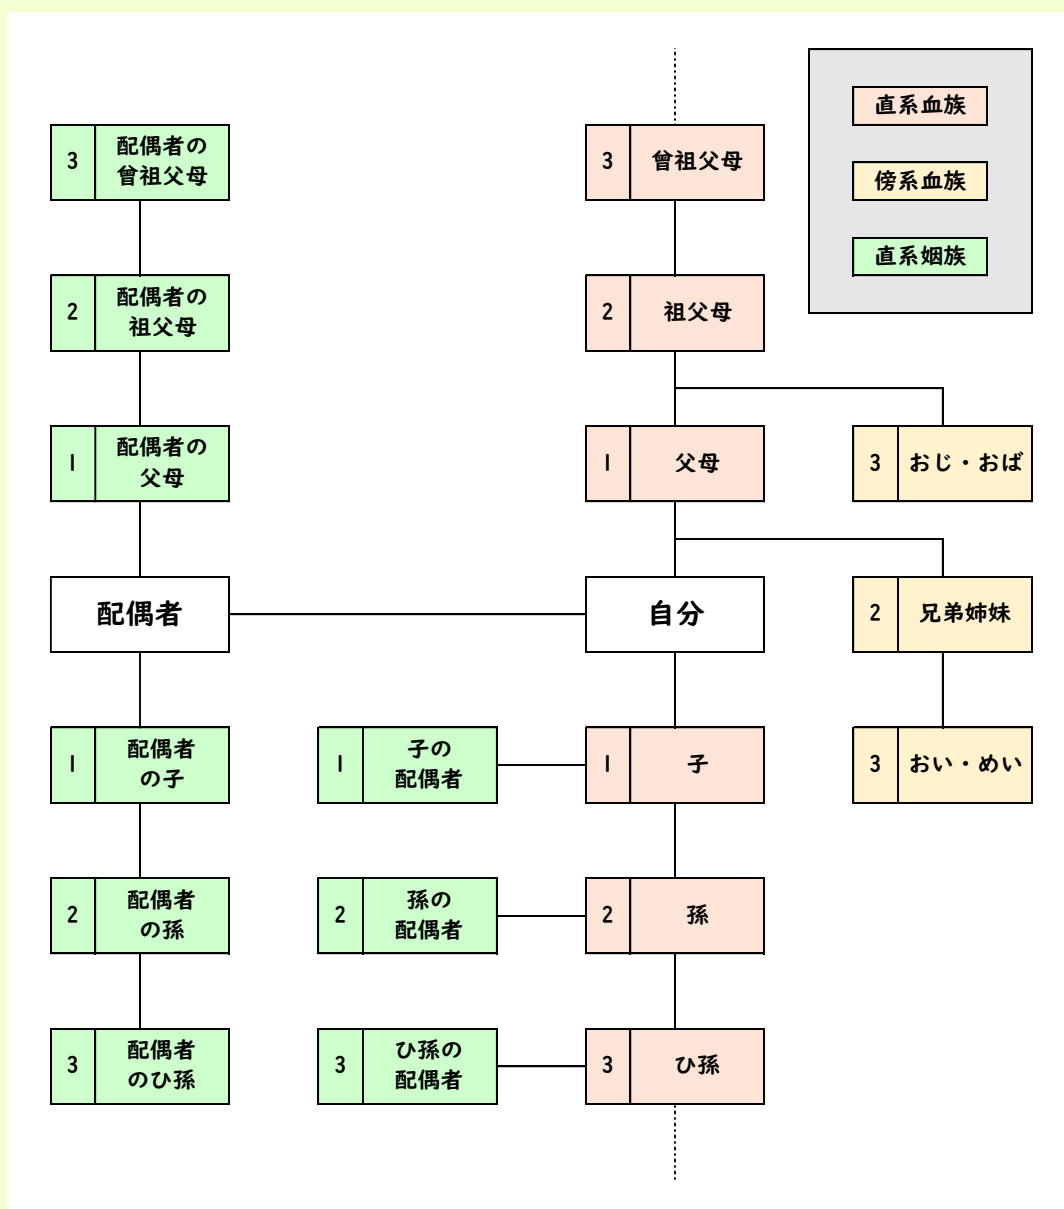 直系血族
傍系血族
直系姻族
3
配偶者の
曾祖父母
3
曾祖父母
2
配偶者の
祖父母
2
祖父母
1
配偶者の
父母
1
父母
3
おじ・おば
配偶者
自分
2
兄弟姉妹
1
配偶者
の子
1
子の
配偶者
1
子
3
おい・めい
2
配偶者
の孫
2
孫の
配偶者
2
孫
3
配偶者
のひ孫
3
ひ孫の
配偶者
3
ひ孫